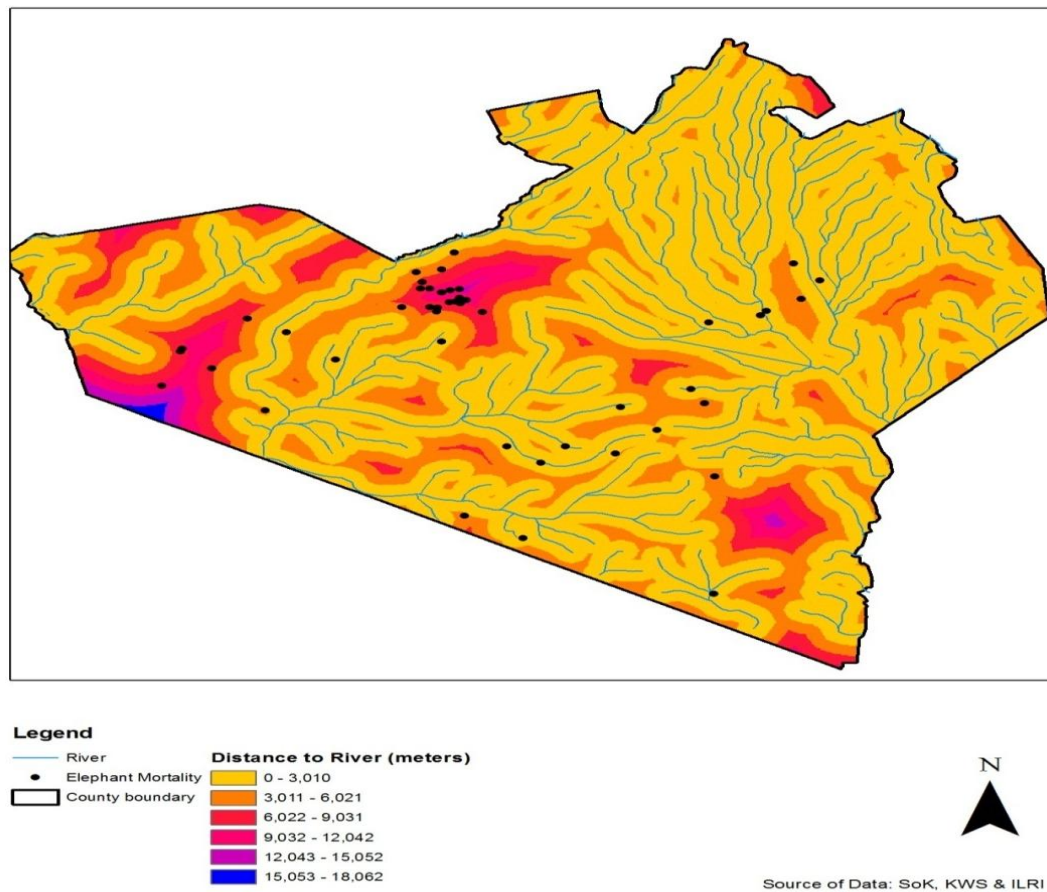 Legend
River
Elephant Mortality
County boundary
Distance to River (meters)
0 - 3,010
3,011 - 6,021
6,022 - 9,031
9,032 - 12,042
12,043 - 15,052
15,053 - 18,062
N
Source of Data: SoK, KWS & ILRI